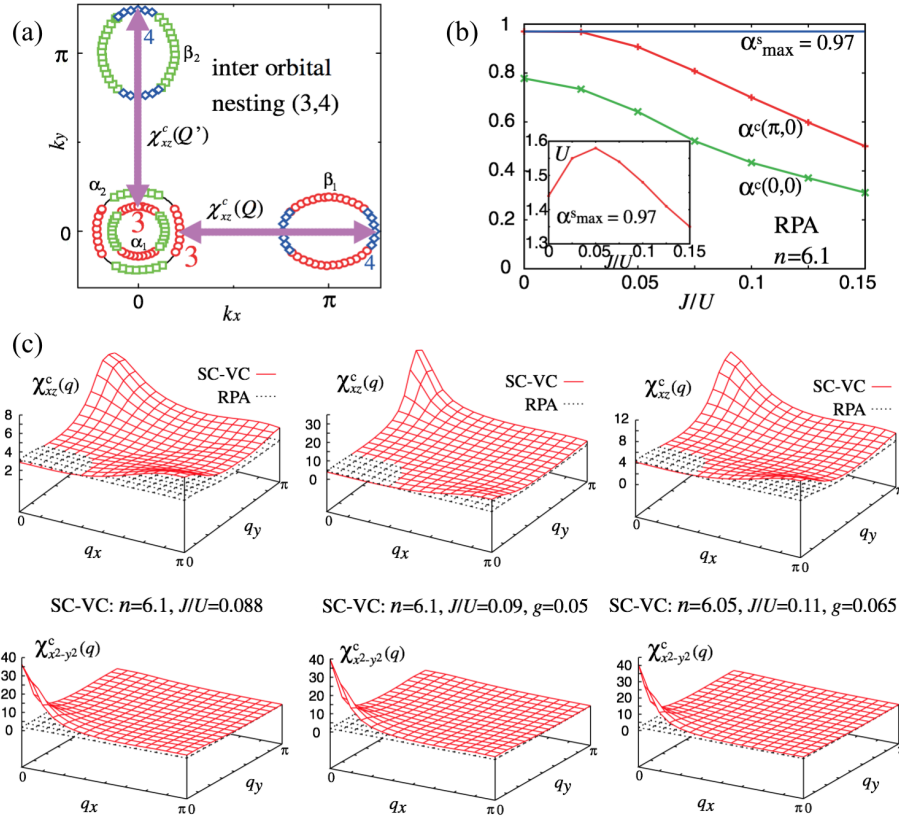 (a)
π
4
β2
inter orbital
nesting (3,4)
ky
χcxz(Q')
α2
3
α1
3
χcxz(Q)
β1
4
0
0
π
kx
(b)
1
0.8
0.6
0.4
0.2
0
αsmax = 0.97
αc(π,0)
αc(0,0)
RPA
n=6.1
1.6
1.5
1.4
1.3
U
αsmax = 0.97
0 0.05 0.1 0.15
J/U
0 0.05 0.1 0.15
J/U
(c)
χcxz(q)
SC-VC
RPA
8
6
4
2
0
qx
π 0
qy
π
χcxz(q)
SC-VC
RPA
30
20
10
0
0
qx
π 0
qy
π
χcxz(q)
SC-VC
RPA
12
8
4
0
0
qx
π 0
qy
π
SC-VC: n=6.1, J/U=0.088
SC-VC: n=6.1, J/U=0.09, g=0.05
SC-VC: n=6.05, J/U=0.11, g=0.065
χcx2-y2(q)
40
30
20
10
0
0
qx
π 0
qy
π
χcx2-y2(q)
40
30
20
10
0
0
qx
π 0
qy
π
χcx2-y2(q)
40
30
20
10
0
0
qx
π 0
qy
π